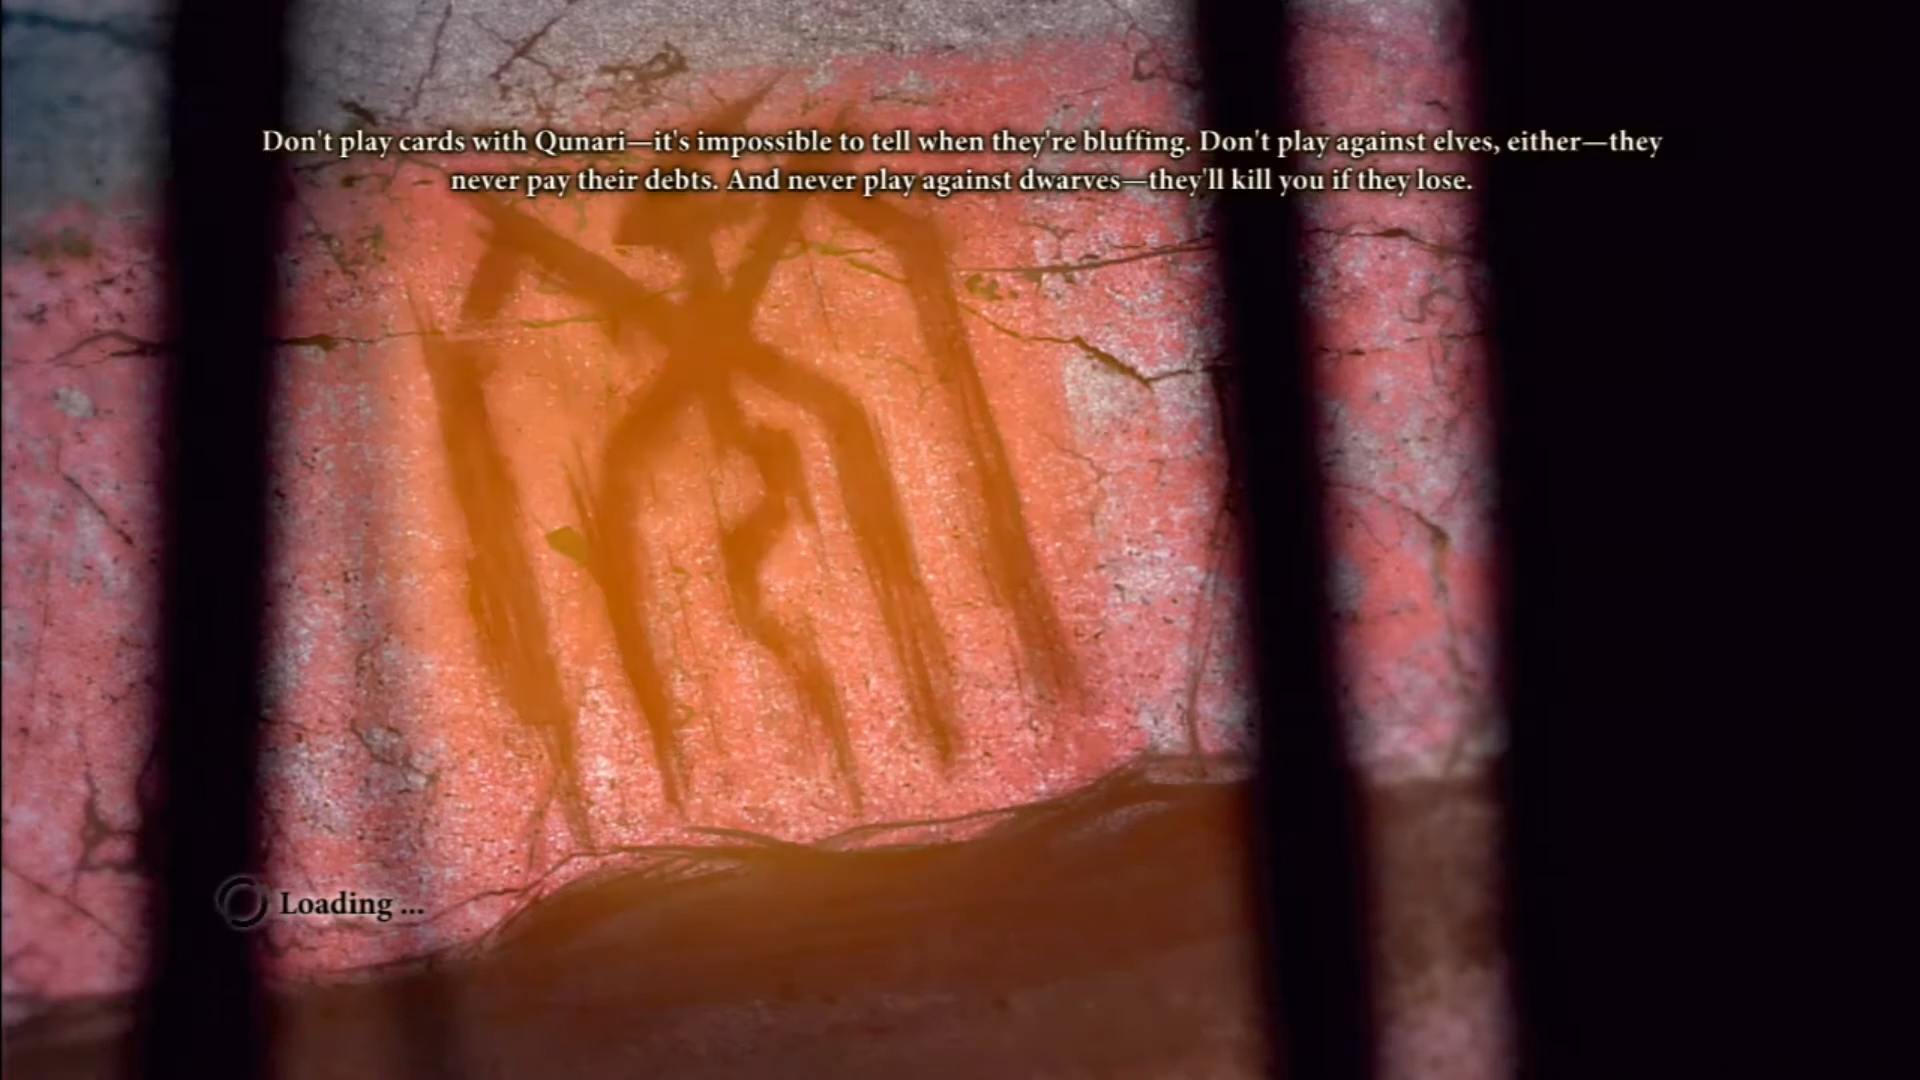 Don't play cards with Qunari—it's impossible to tell when they're bluffing. Don't play against elves, either—they
never pay their debts. And never play against dwarves—they'll kill you if they lose.
Loading ...